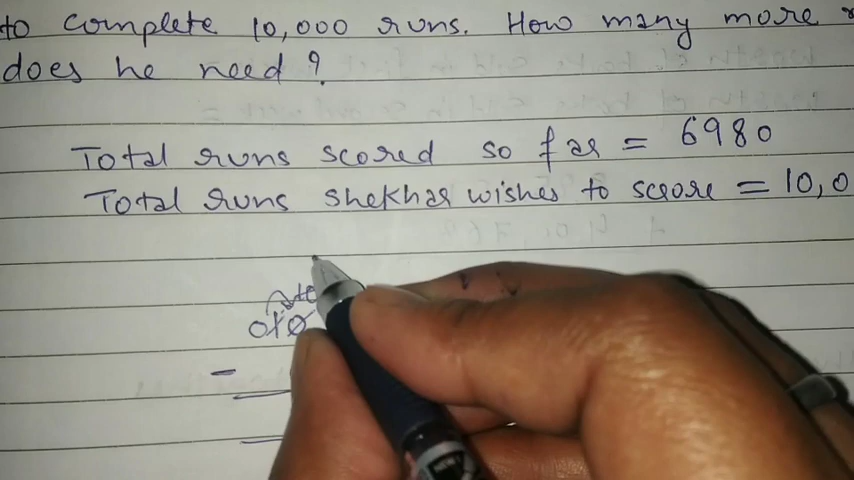 to complete 10,000 runs. How many more
does he need ?
Total runs scored so far = 6980
Total runs shekhar wishes to scrore = 10,0